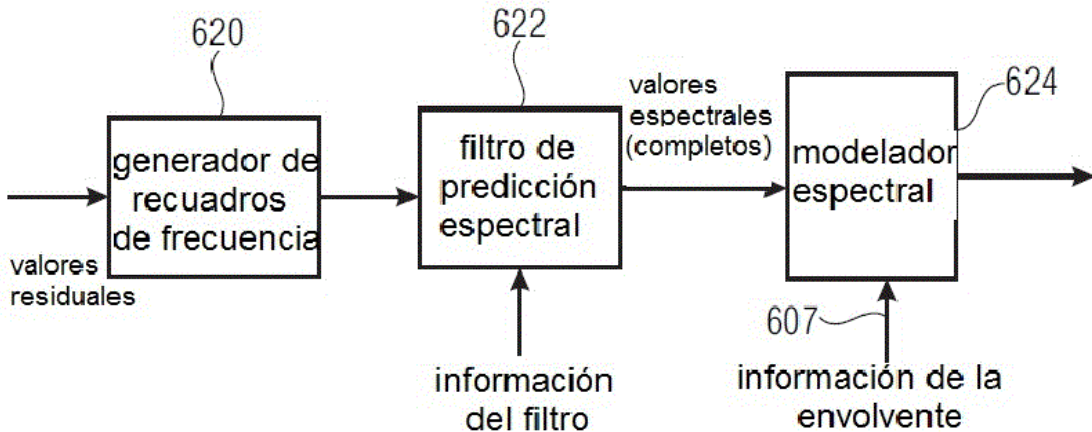 620
generador de
recuadros
de frecuencia
valores
residuales
622
filtro de
predicción
espectral
información
del filtro
valores
espectrales
(completos)
624
modelador
espectral
607
información de la
envolvente